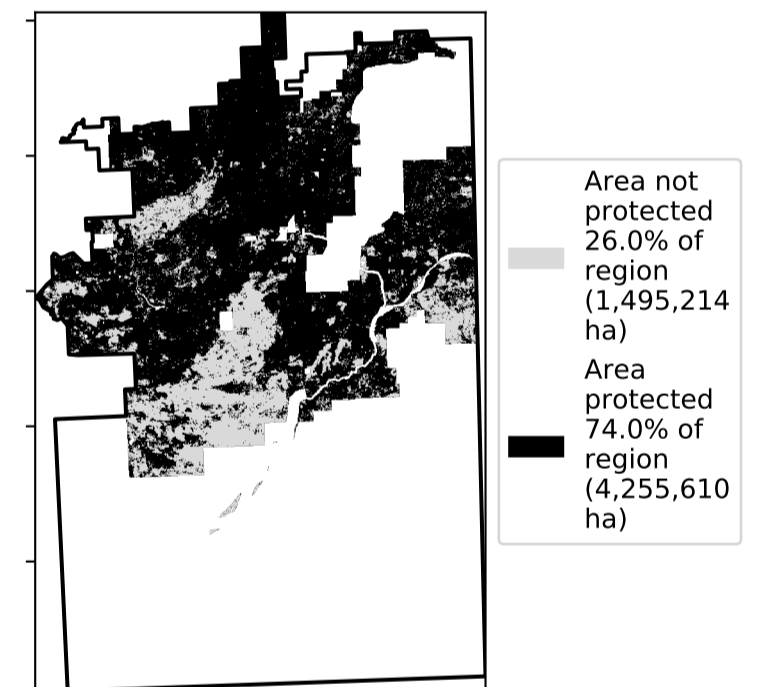 Area not
protected
26.0% of
region
(1,495,214
ha)
Area
protected
74.0% of
region
(4,255,610
ha)